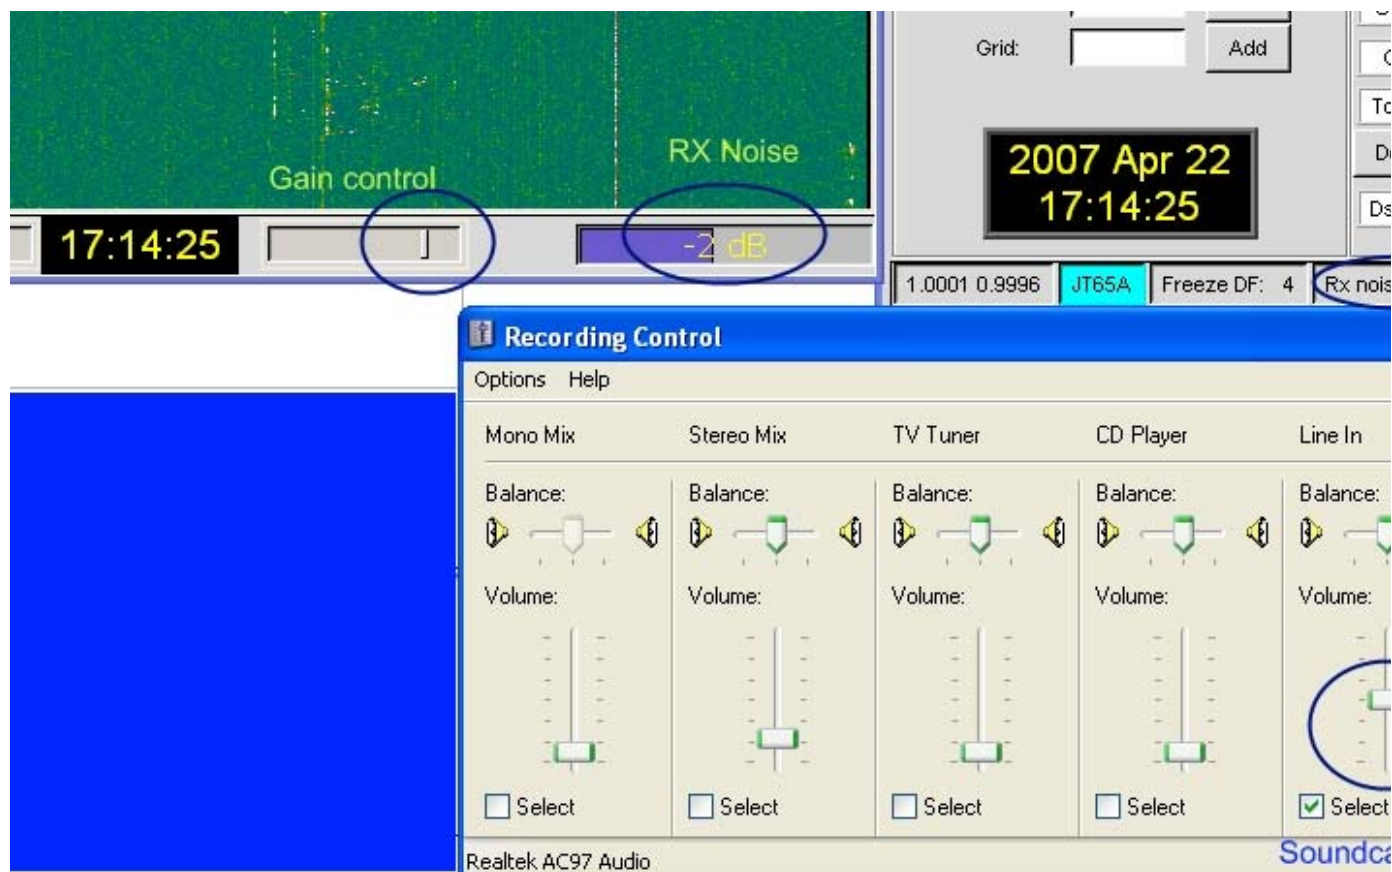 Grid:
Add
RX Noise
Gain control
2007 Apr 22
17:14:25
17:14:25
-2 dB
1.0001 0.9996
JT65A
Freeze DF: 4
Rx nois
Recording Control
Options Help
Mono Mix
Stereo Mix
TV Tuner
CD Player
Line In
Balance:
Balance:
Balance:
Balance:
Balance:
Volume:
Volume:
Volume:
Volume:
Volume:
Select
Select
Select
Select
Select
Realtek AC97 Audio
Soundca